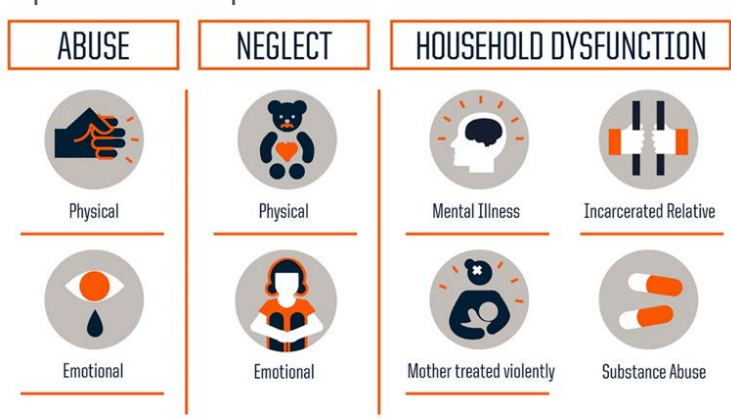 ABUSE
NEGLECT
HOUSEHOLD DYSFUNCTION
Physical
Physical
Mental Illness
Incarcerated Relative
Emotional
Emotional
Mother treated violently
Substance Abuse